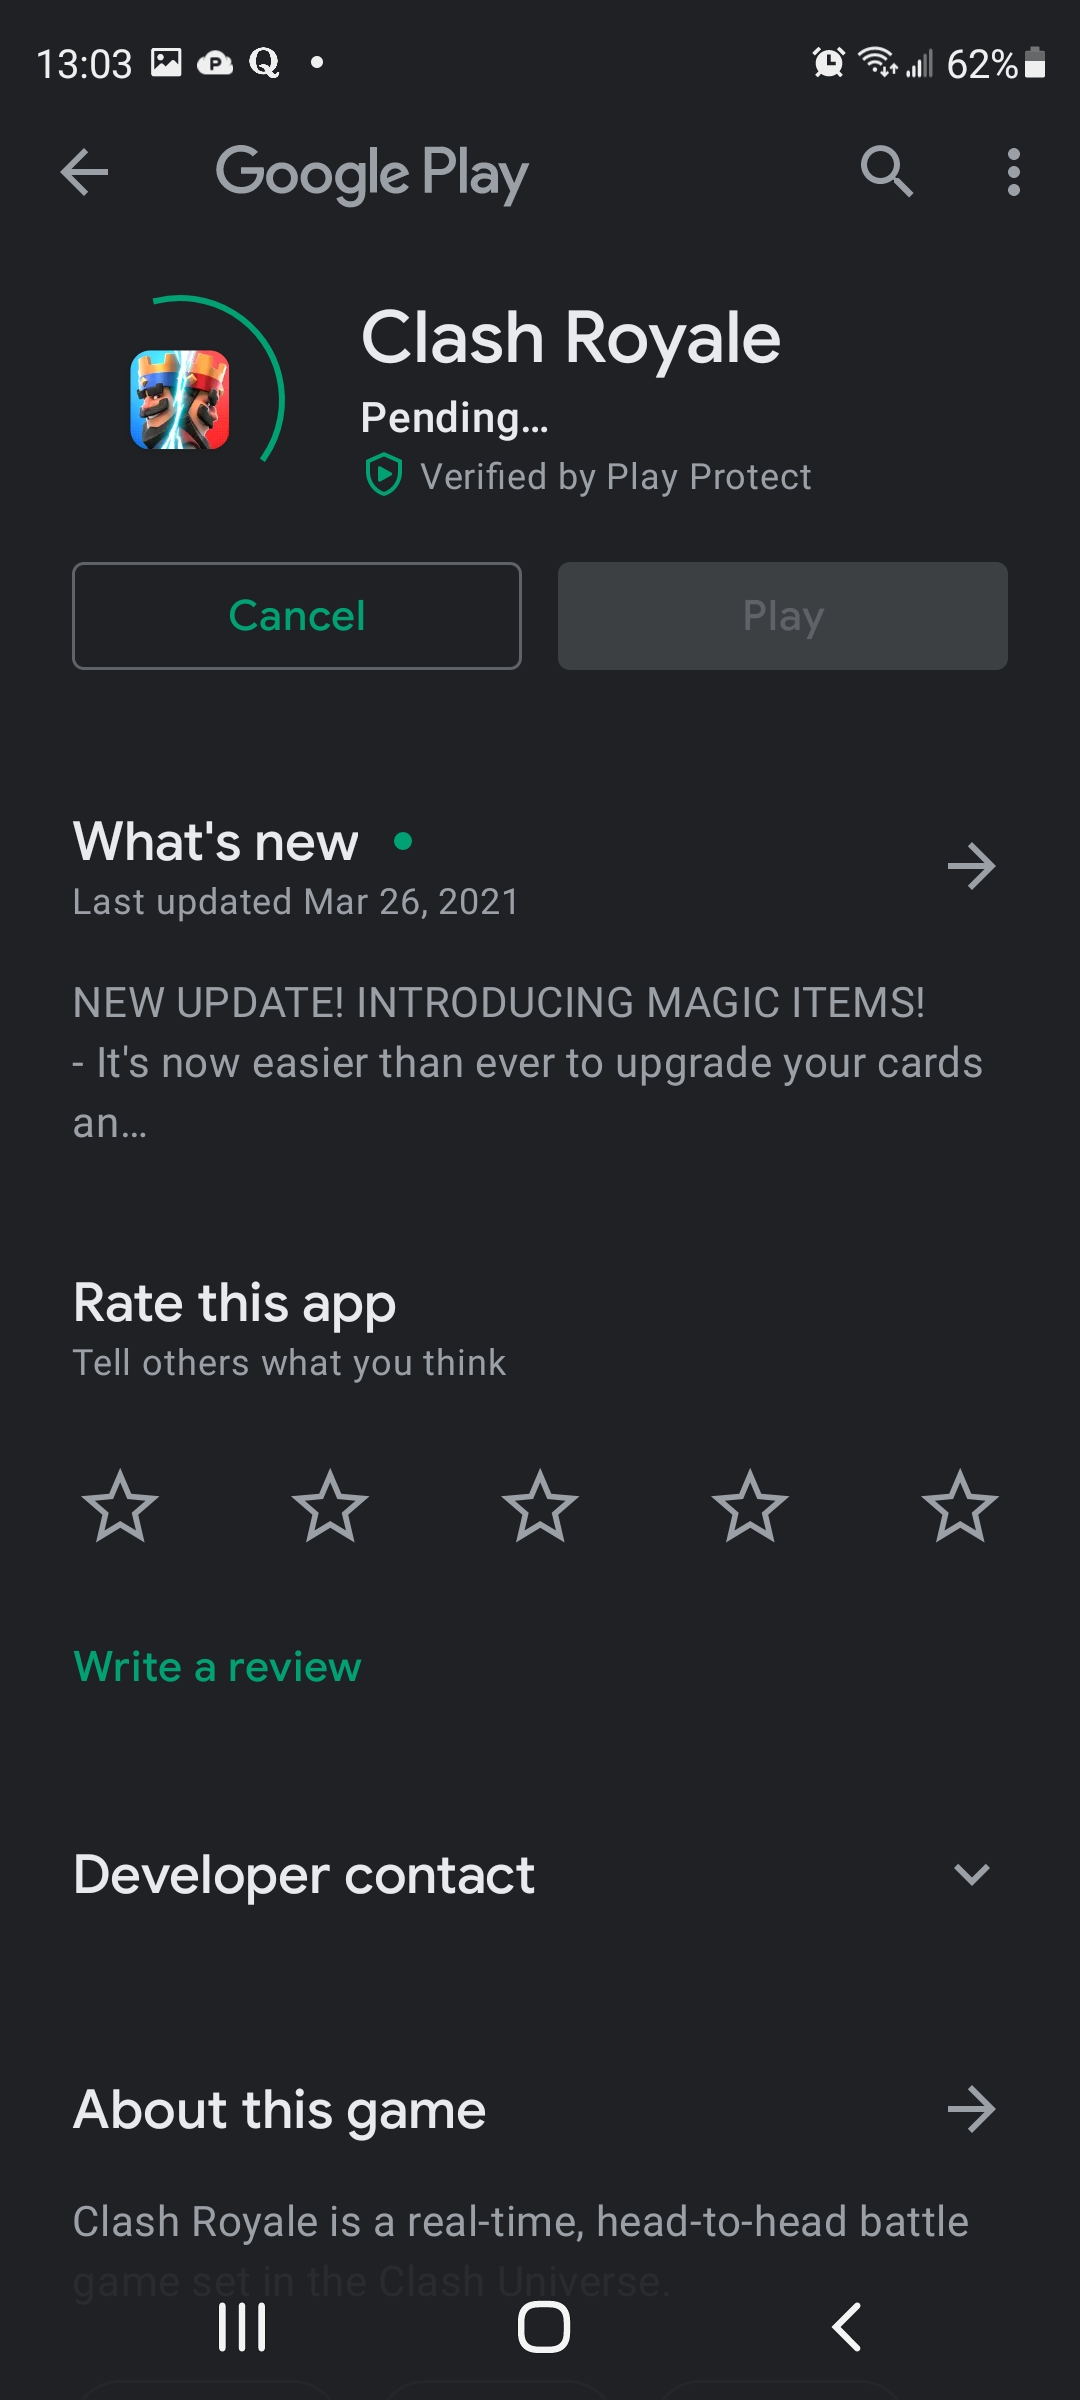 13:03 62%
Google Play
Clash Royale
Pending...
Verified by Play Protect
Cancel Play
What's new
Last updated Mar 26, 2021
NEW UPDATE! INTRODUCING MAGIC ITEMS!
- It's now easier than ever to upgrade your cards
an...
Rate this app
Tell others what you think
Write a review
Developer contact
About this game
Clash Royale is a real-time, head-to-head battle
game set in the Clash Universe.